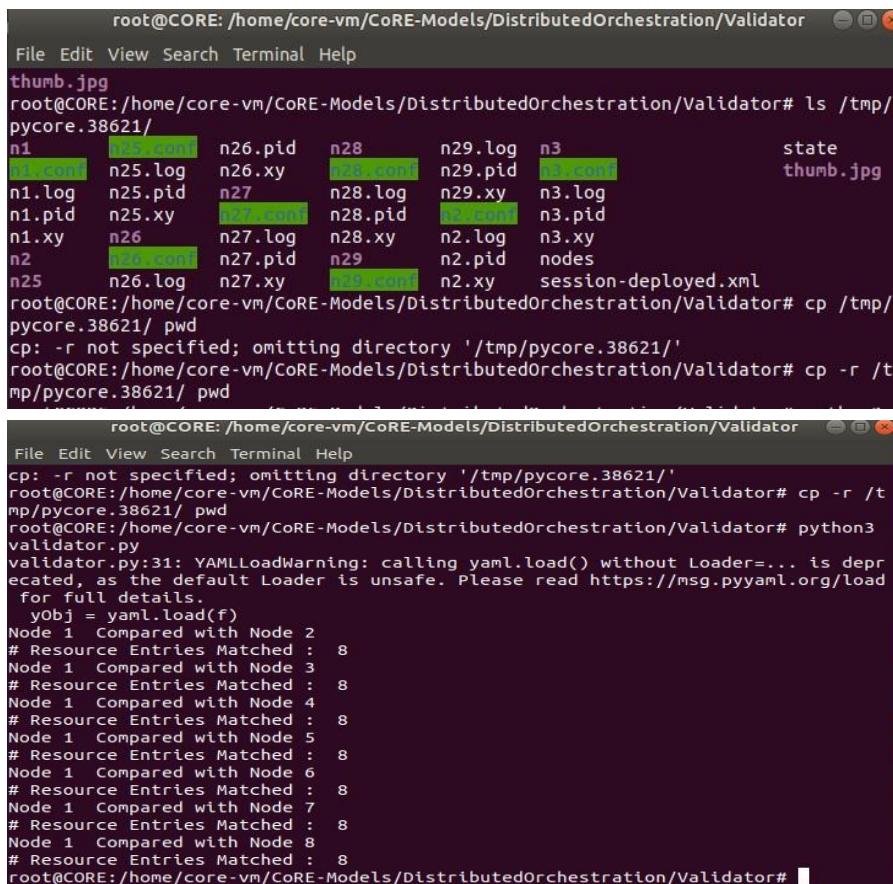 root@CORE: /home/core-vm/CoRE-Models/DistributedOrchestration/Validator
File Edit View Search Terminal Help
thumb.jpg
root@CORE:/home/core-vm/CoRE-Models/DistributedOrchestration/Validator# ls /tmp/
pycore.38621/
n1 n25.conf n26.pid n28 n29.log n3 state
n1.conf n25.log n26.xy n28.conf n29.pid n3.conf thumb.jpg
n1.log n25.pid n27 n28.log n29.xy n3.log
n1.pid n25.xy n27.conf n28.pid n2.conf n3.pid
n1.xy n26 n27.log n28.xy n2.log n3.xy
n2 n26.conf n27.pid n29 n2.pid nodes
n25 n26.log n27.xy n29.conf n2.xy session-deployed.xml
root@CORE:/home/core-vm/CoRE-Models/DistributedOrchestration/Validator# cp /tmp/
pycore.38621/ pwd
cp: -r not specified; omitting directory '/tmp/pycore.38621/'
root@CORE:/home/core-vm/CoRE-Models/DistributedOrchestration/Validator# cp -r /t
mp/pycore.38621/ pwd
root@CORE: /home/core-vm/CoRE-Models/DistributedOrchestration/Validator
File Edit View Search Terminal Help
cp: -r not specified; omitting directory '/tmp/pycore.38621/'
root@CORE:/home/core-vm/CoRE-Models/DistributedOrchestration/Validator# cp -r /t
mp/pycore.38621/ pwd
root@CORE:/home/core-vm/CoRE-Models/DistributedOrchestration/Validator# python3
validator.py
validator.py:31: YAMLLoadWarning: calling yaml.load() without Loader=... is depr
ecated, as the default Loader is unsafe. Please read https://msg.pyyaml.org/load
for full details.
yObj = yaml.load(f)
Node 1 Compared with Node 2
# Resource Entries Matched : 8
Node 1 Compared with Node 3
# Resource Entries Matched : 8
Node 1 Compared with Node 4
# Resource Entries Matched : 8
Node 1 Compared with Node 5
# Resource Entries Matched : 8
Node 1 Compared with Node 6
# Resource Entries Matched : 8
Node 1 Compared with Node 7
# Resource Entries Matched : 8
Node 1 Compared with Node 8
# Resource Entries Matched : 8
root@CORE:/home/core-vm/CoRE-Models/DistributedOrchestration/Validator#